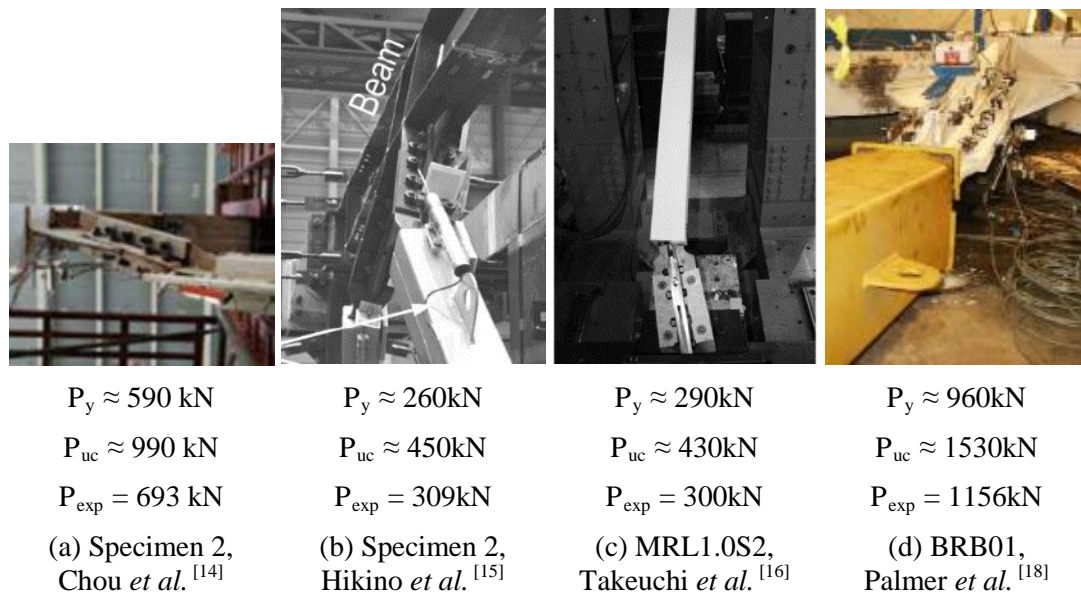 Beam
P_y ≈ 590 kN
P_uc ≈ 990 kN
P_exp = 693 kN
(a) Specimen 2,
Chou et al. [14]
P_y ≈ 260kN
P_uc ≈ 450kN
P_exp = 309kN
(b) Specimen 2,
Hikino et al. [15]
P_y ≈ 290kN
P_uc ≈ 430kN
P_exp = 300kN
(c) MRL1.0S2,
Takeuchi et al. [16]
P_y ≈ 960kN
P_uc ≈ 1530kN
P_exp = 1156kN
(d) BRB01,
Palmer et al. [18]